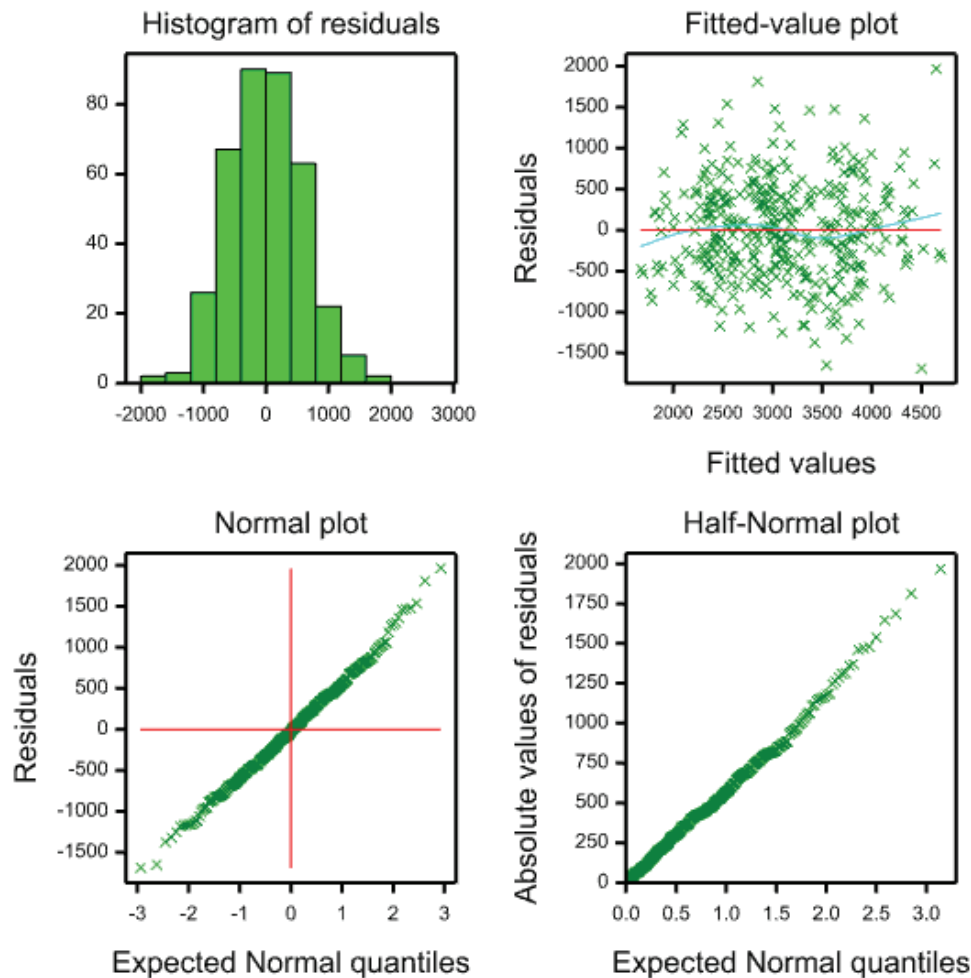 Histogram of residuals
80
60
40
20
0
-2000 -1000 0 1000 2000 3000
Fitted-value plot
Residuals
2000
1500
1000
500
0
-500
-1000
-1500
2000 2500 3000 3500 4000 4500
Fitted values
Normal plot
Residuals
2000
1500
1000
500
0
-500
-1000
-1500
-3 -2 -1 0 1 2 3
Expected Normal quantiles
Half-Normal plot
Absolute values of residuals
2000
1750
1500
1250
1000
750
500
250
0
0.0 0.5 1.0 1.5 2.0 2.5 3.0
Expected Normal quantiles